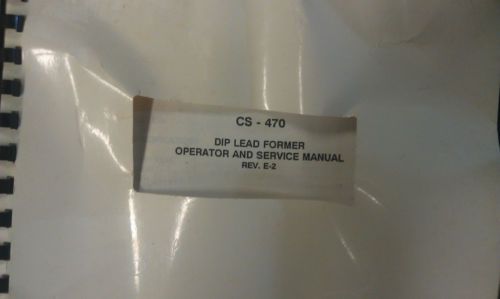 CS - 470
DIP LEAD FORMER
OPERATOR AND SERVICE MANUAL
REV. E-2